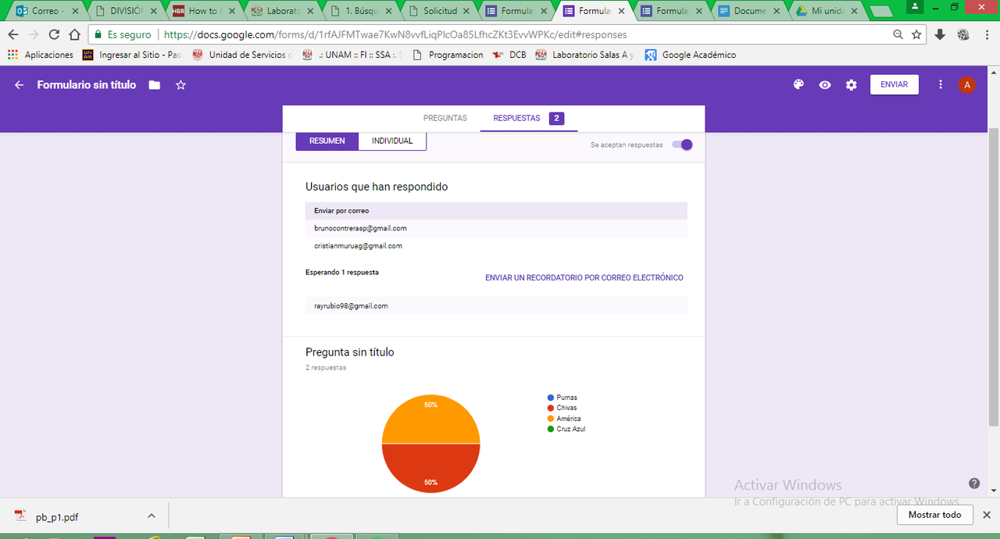 Correo - DIVISIÓN HBR How to Laborato 1. Búsqu Solicitud Formula Formula Formula Docume Mi unida
Es seguro https://docs.google.com/forms/d/1rfAJFMTwae7KwN8vvfLiqPIcOa85LfhcZKt3EvvWPKc/edit#responses
Aplicaciones Ingresar al Sitio - Pas Unidad de Servicios .: UNAM :: FI :: SSA :. Programacion DCB Laboratorio Salas A y Google Académico
Formulario sin título ENVIAR A
PREGUNTAS RESPUESTAS 2
RESUMEN INDIVIDUAL Se aceptan respuestas
Usuarios que han respondido
Enviar por correo
brunocontrerasp@gmail.com
cristianmuruag@gmail.com
Esperando 1 respuesta
ENVIAR UN RECORDATORIO POR CORREO ELECTRÓNICO
rayrubio98@gmail.com
Pregunta sin título
2 respuestas
50%
50%
Pumas
Chivas
América
Cruz Azul
Activar Windows
Ir a Configuración de PC para activar Windows.
pb_p1.pdf Mostrar todo